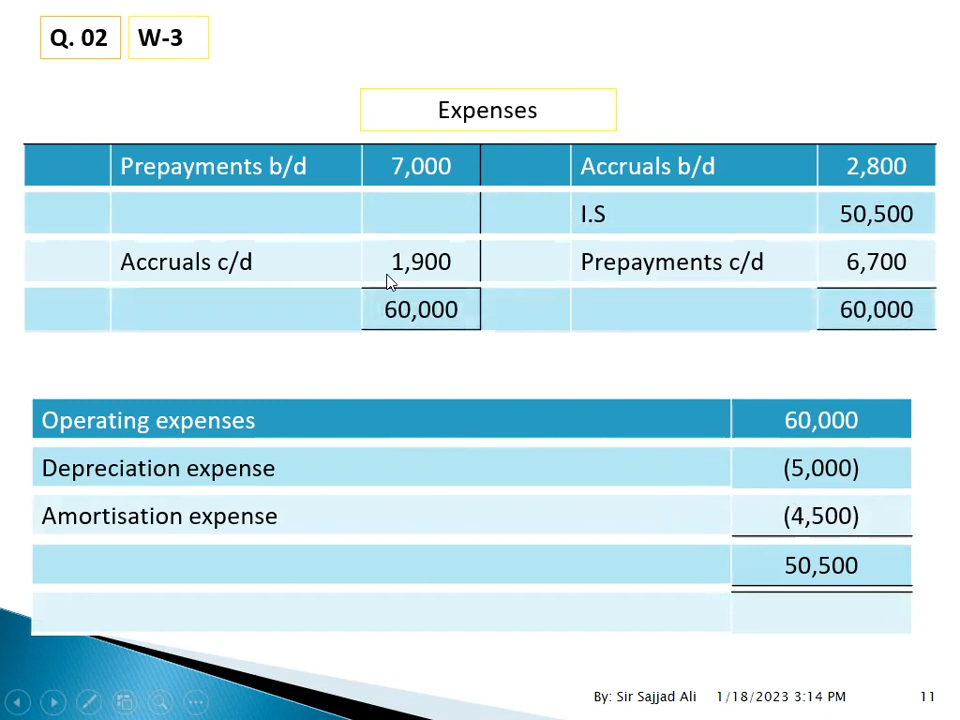 Q. 02 W-3
Expenses
Prepayments b/d 7,000 Accruals b/d 2,800
I.S 50,500
Accruals c/d 1,900 Prepayments c/d 6,700
60,000 60,000
Operating expenses 60,000
Depreciation expense (5,000)
Amortisation expense (4,500)
50,500
By: Sir Sajjad Ali 1/18/2023 3:14 PM 11